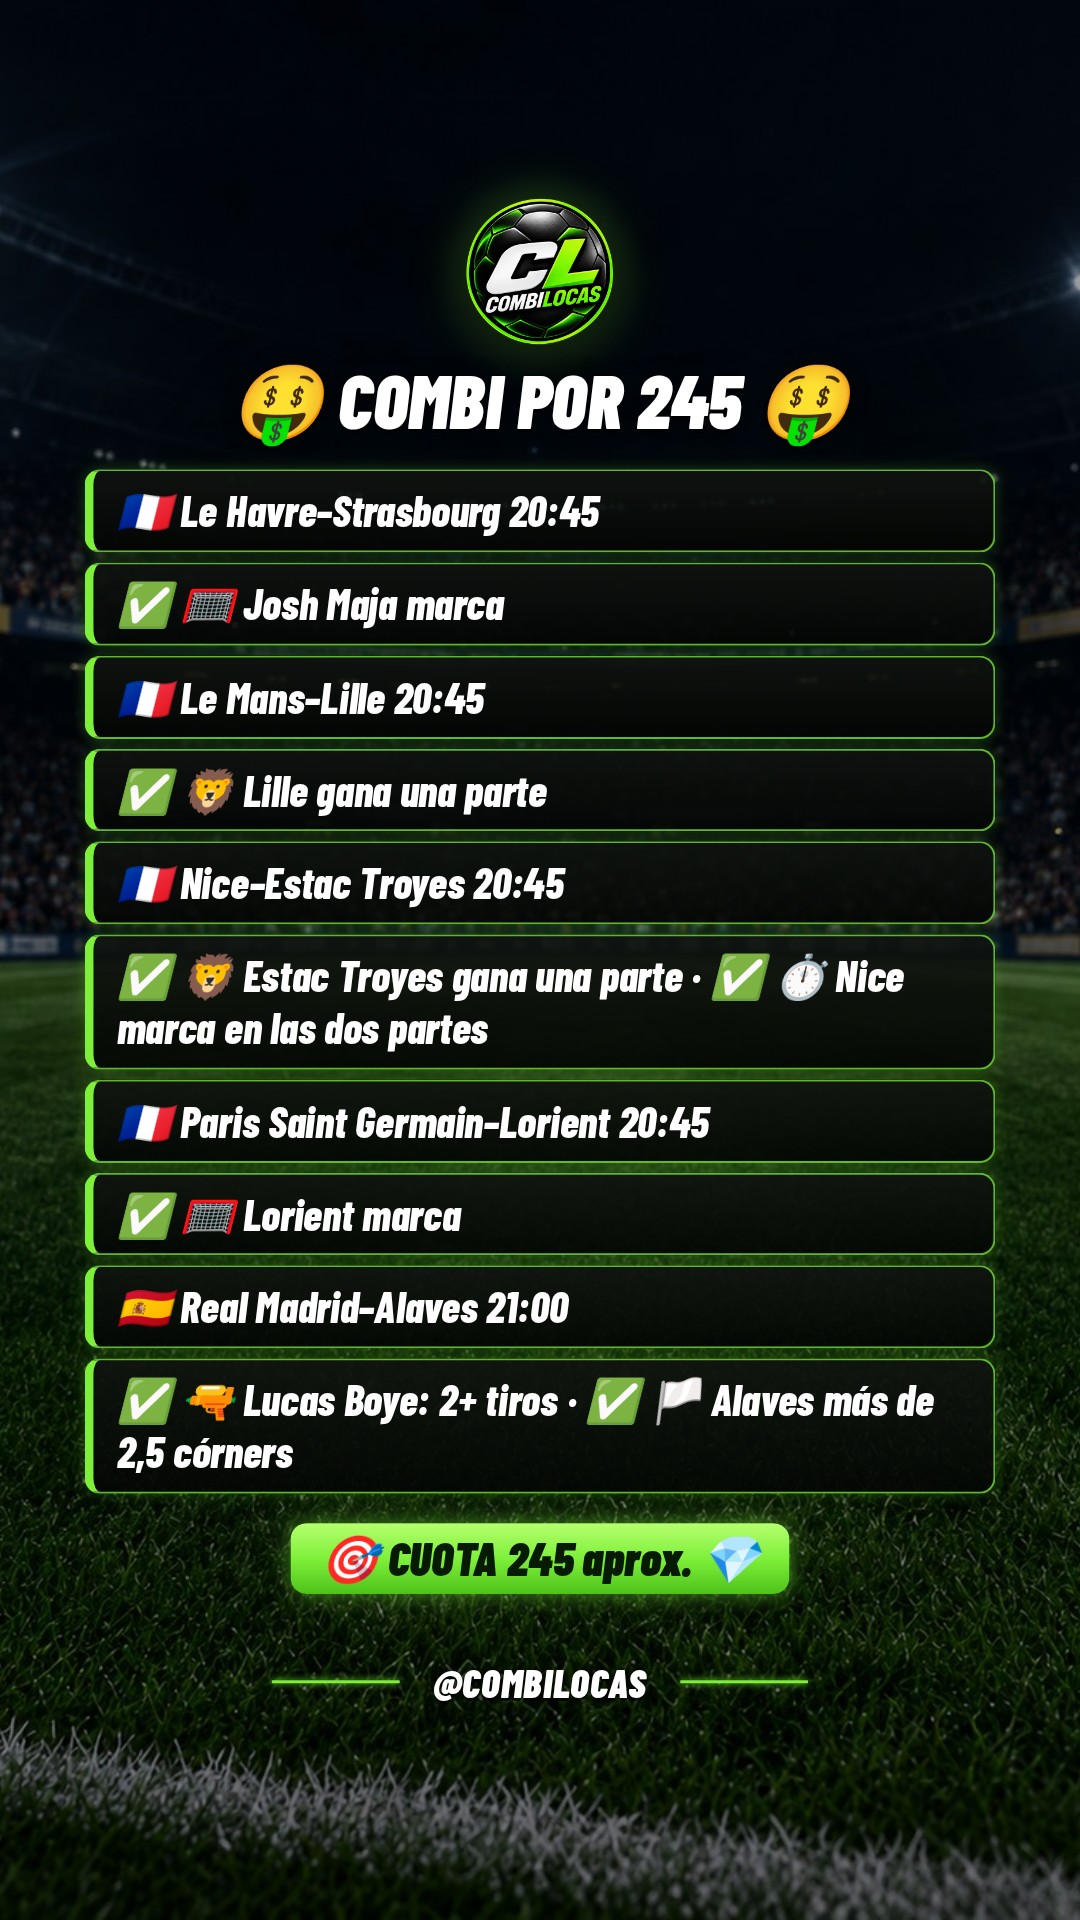 CL
COMBILOCAS
🤑 COMBI POR 245 🤑
🇫🇷 Le Havre-Strasbourg 20:45
✅ 🥅 Josh Maja marca
🇫🇷 Le Mans-Lille 20:45
✅ 🦁 Lille gana una parte
🇫🇷 Nice-Estac Troyes 20:45
✅ 🦁 Estac Troyes gana una parte · ✅ ⏱️ Nice
marca en las dos partes
🇫🇷 Paris Saint Germain-Lorient 20:45
✅ 🥅 Lorient marca
🇪🇸 Real Madrid-Alaves 21:00
✅ 🔫 Lucas Boye: 2+ tiros · ✅ 🏳️ Alaves más de
2,5 córners
🎯 CUOTA 245 aprox. 💎
@COMBILOCAS